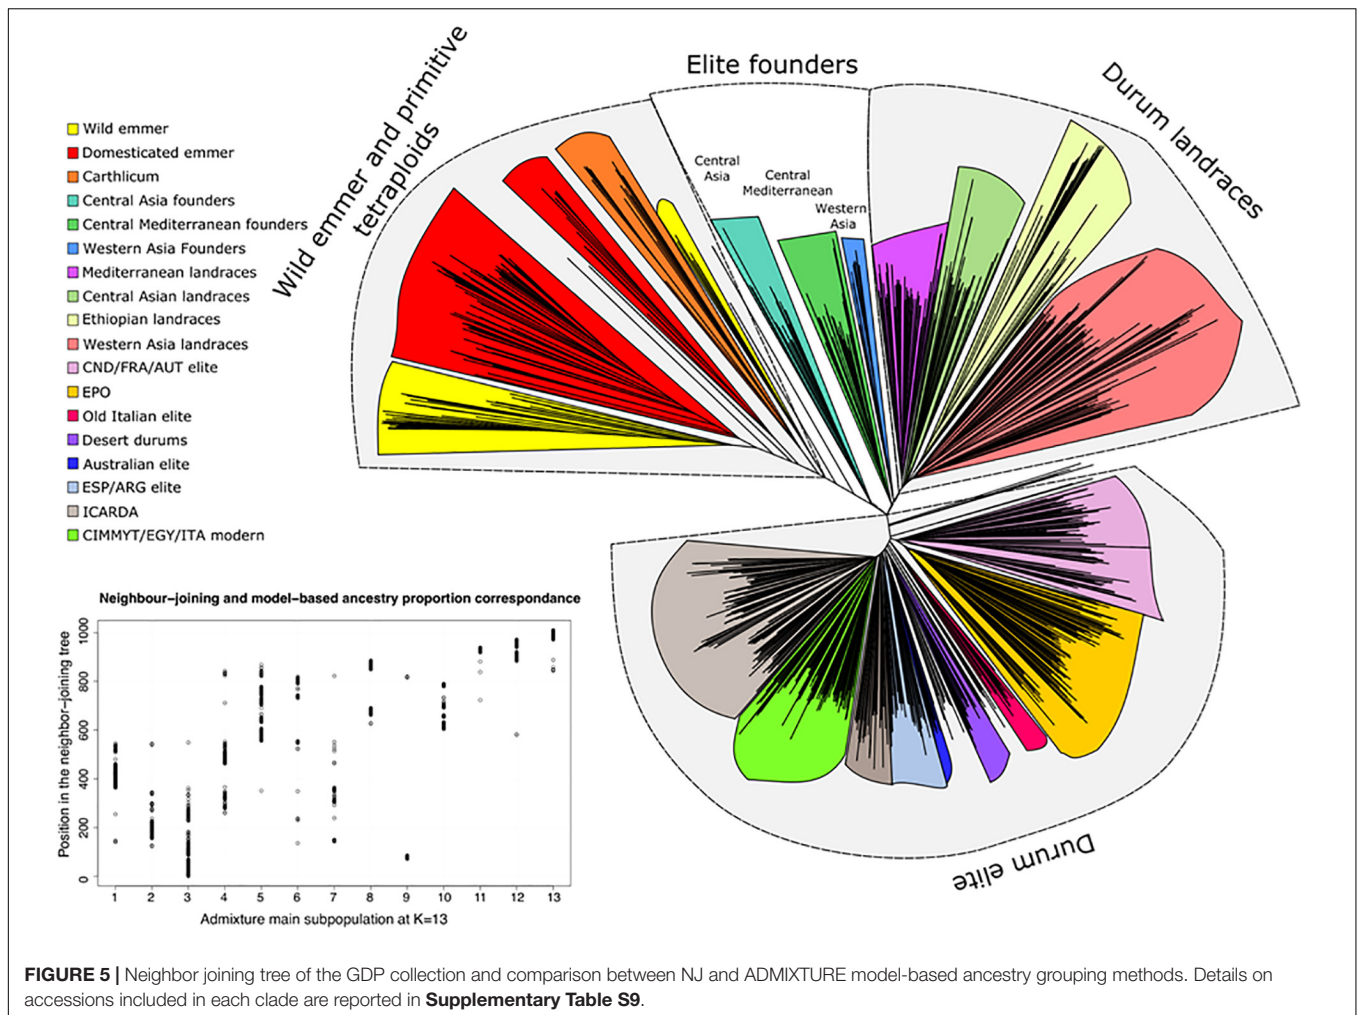 Wild emmer and primitive
tetraploids
Elite founders
Durum landraces
Central
Asia
Central
Mediterranean
Western
Asia
Wild emmer
Domesticated emmer
Carthlicum
Central Asia founders
Central Mediterranean founders
Western Asia Founders
Mediterranean landraces
Central Asian landraces
Ethiopian landraces
Western Asia landraces
CND/FRA/AUT elite
EPO
Old Italian elite
Desert durums
Australian elite
ESP/ARG elite
ICARDA
CIMMYT/EGY/ITA modern
Durum elite
Neighbour–joining and model–based ancestry proportion correspondance
Position in the neighbor–joining tree
1000
800
600
400
200
0
1 2 3 4 5 6 7 8 9 10 11 12 13
Admixture main subpopulation at K=13
FIGURE 5 | Neighbor joining tree of the GDP collection and comparison between NJ and ADMIXTURE model-based ancestry grouping methods. Details on
accessions included in each clade are reported in Supplementary Table S9.